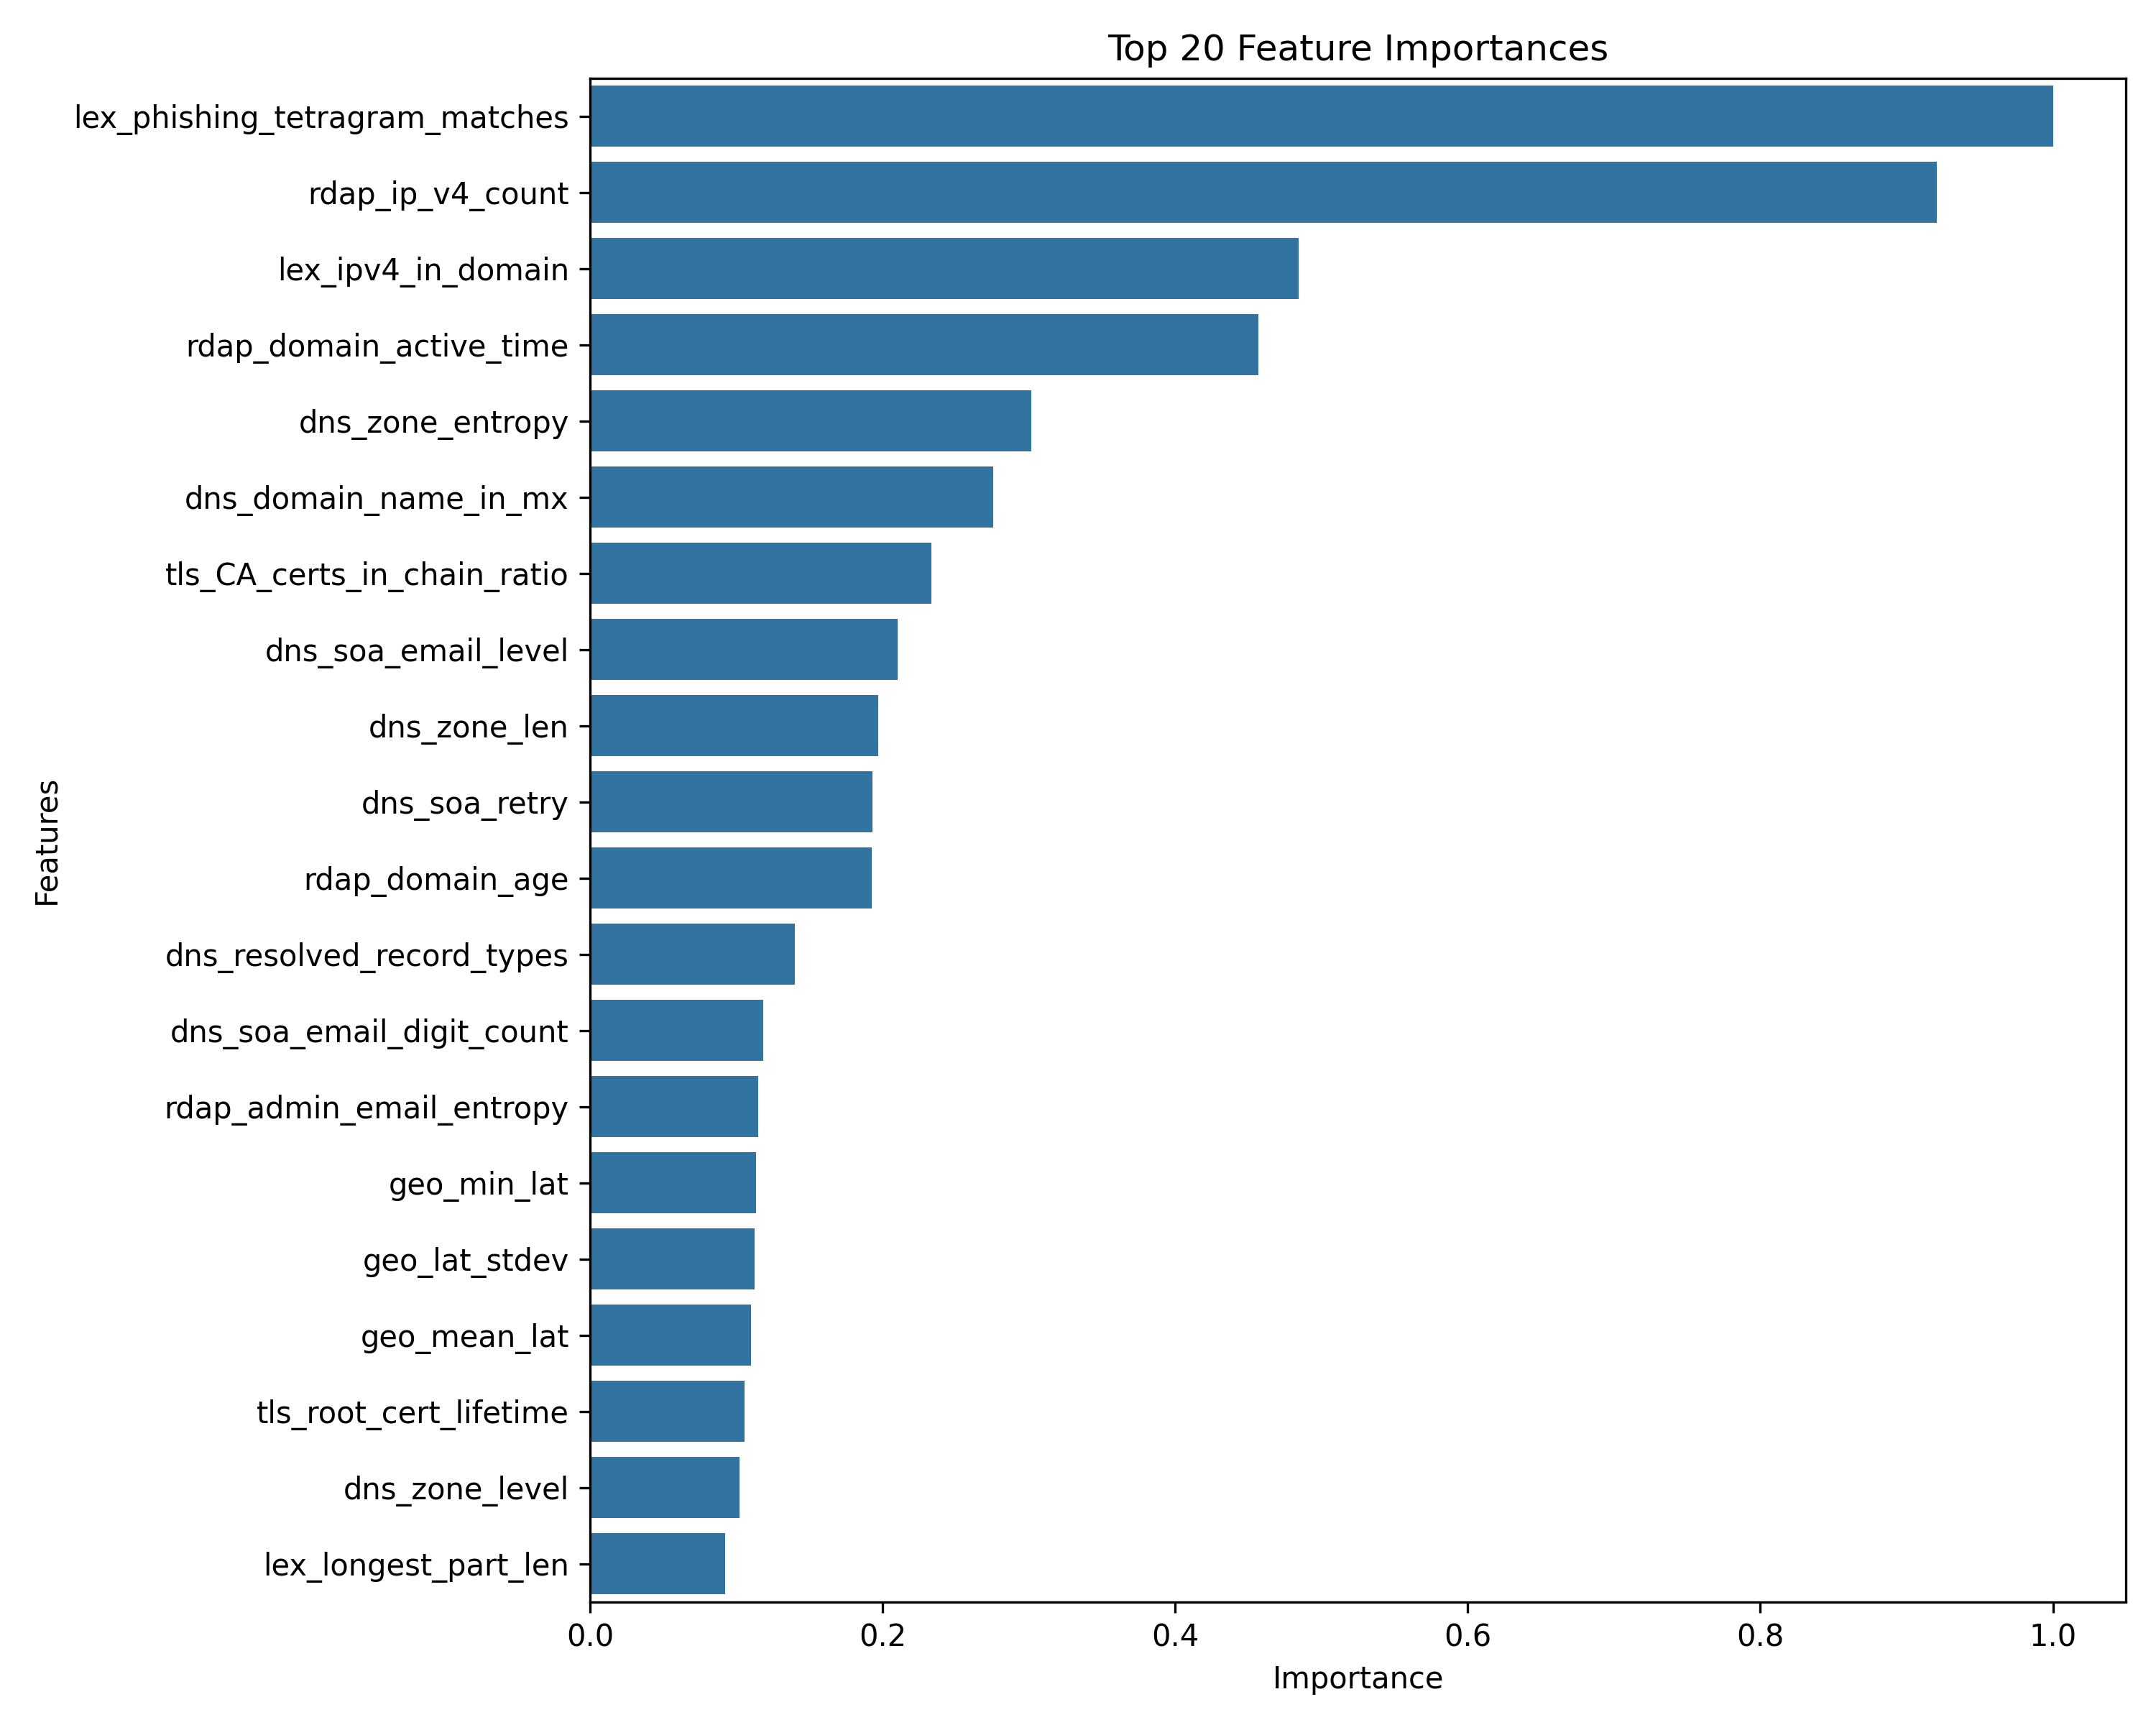 Top 20 Feature Importances
lex_phishing_tetragram_matches
rdap_ip_v4_count
lex_ipv4_in_domain
rdap_domain_active_time
dns_zone_entropy
dns_domain_name_in_mx
tls_CA_certs_in_chain_ratio
dns_soa_email_level
dns_zone_len
dns_soa_retry
rdap_domain_age
dns_resolved_record_types
dns_soa_email_digit_count
rdap_admin_email_entropy
geo_min_lat
geo_lat_stdev
geo_mean_lat
tls_root_cert_lifetime
dns_zone_level
lex_longest_part_len
Features
0.0 0.2 0.4 0.6 0.8 1.0
Importance